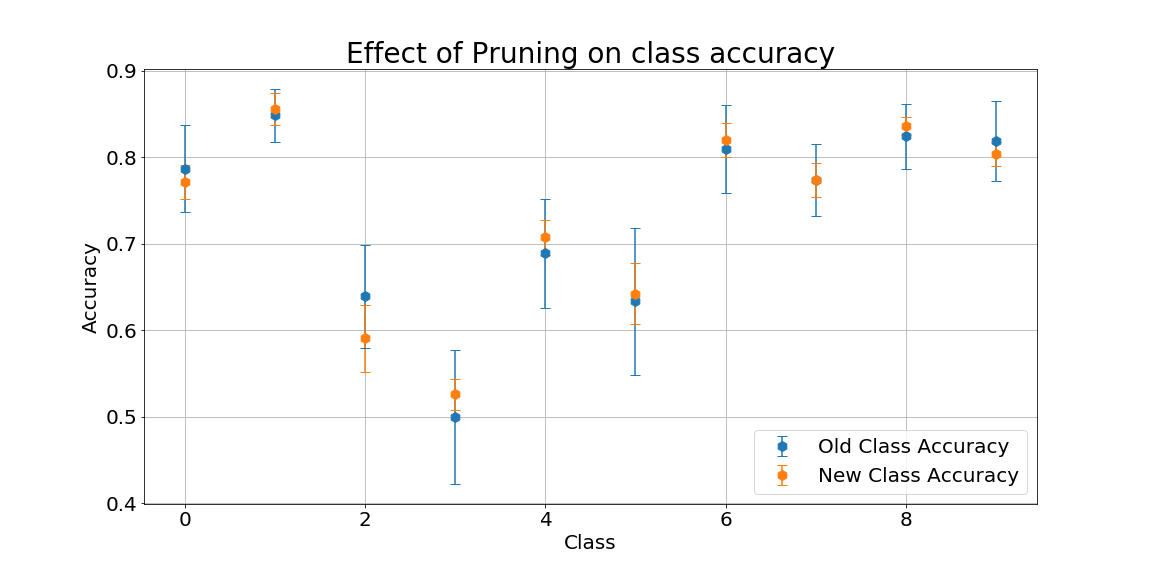 Effect of Pruning on class accuracy
0.9
0.8
0.7
0.6
0.5
0.4
Accuracy
0 2 4 6 8
Class
Old Class Accuracy
New Class Accuracy